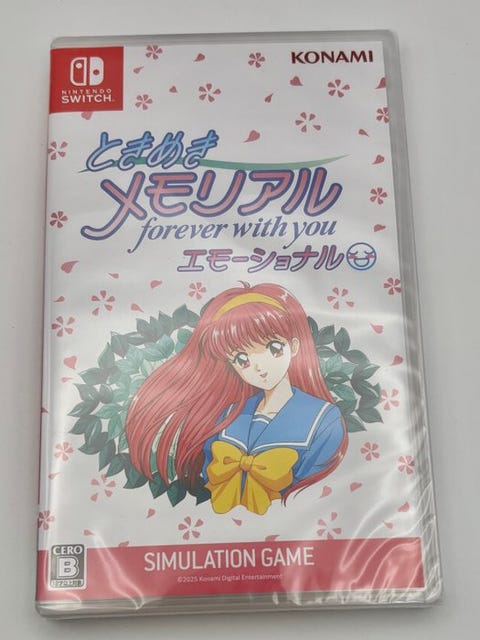 KONAMI
NINTENDO
SWITCH™
ときめき
メモリアル
forever with you
エモーショナル
CERO
B
SIMULATION GAME
©2025 Konami Digital Entertainment